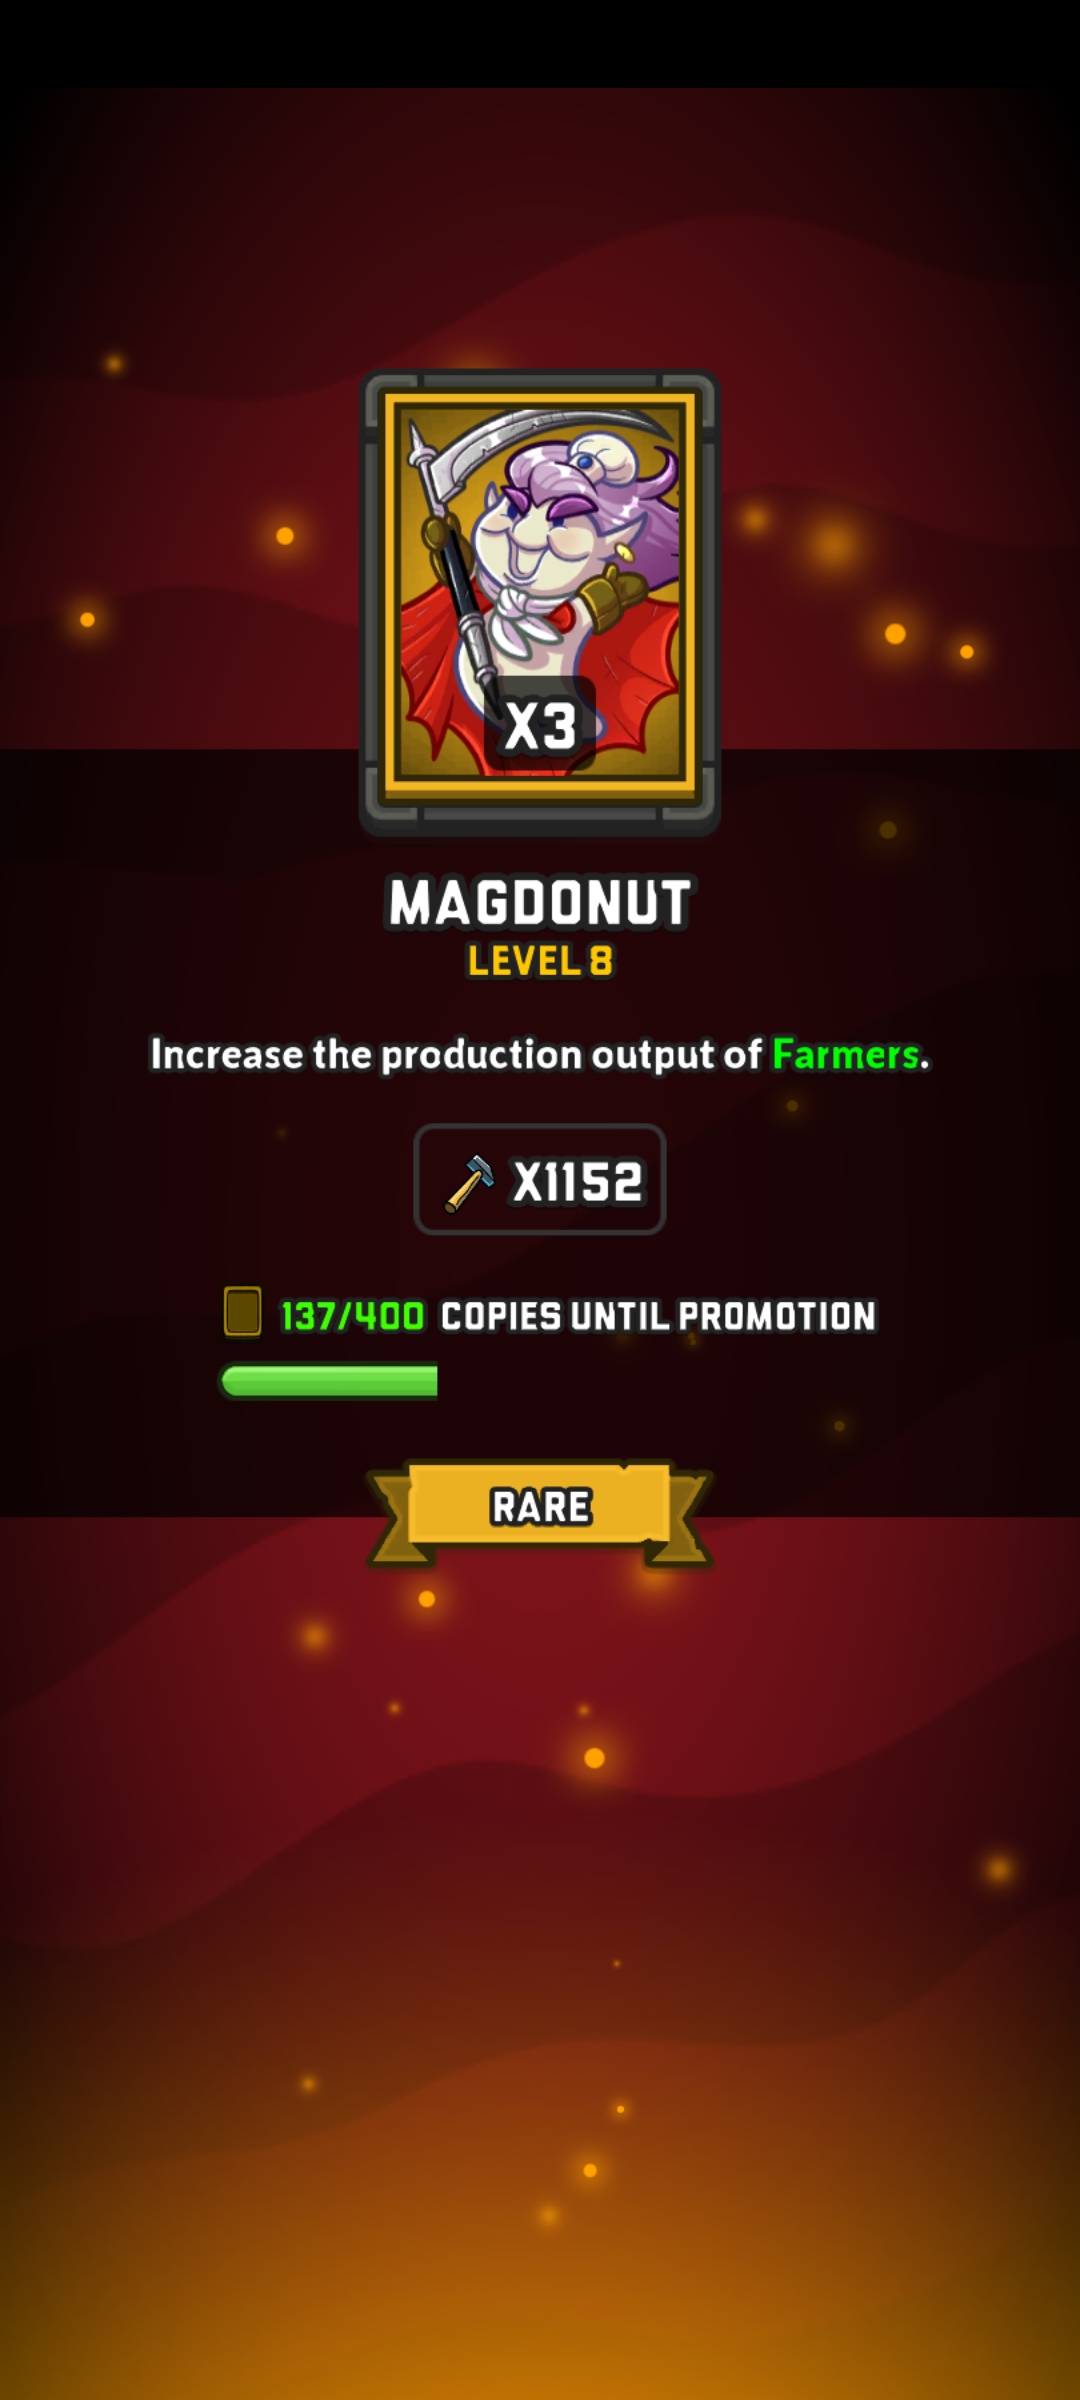 X3
MAGDONUT
LEVEL 8
Increase the production output of Farmers.
X1152
137/400 COPIES UNTIL PROMOTION
RARE